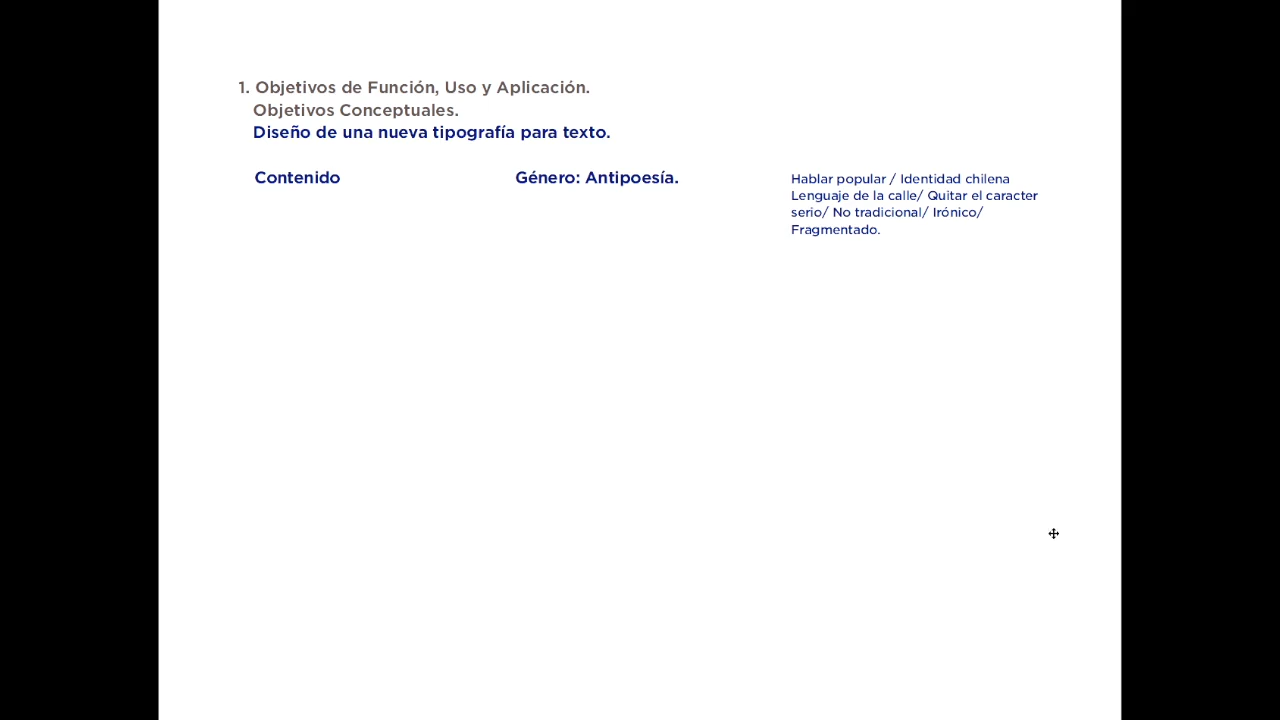 1. Objetivos de Función, Uso y Aplicación.
Objetivos Conceptuales.
Diseño de una nueva tipografía para texto.
Contenido
Género: Antipoesía.
Hablar popular / Identidad chilena
Lenguaje de la calle/ Quitar el caracter
serio/ No tradicional/ Irónico/
Fragmentado.